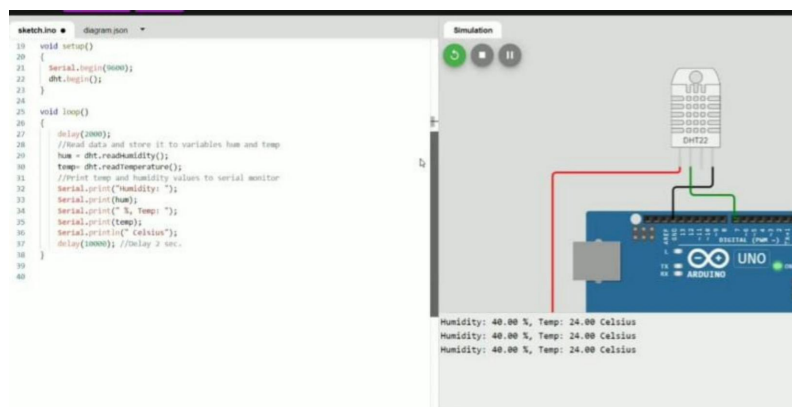 sketch.ino ● diagram.json ▼
19 void setup()
20 {
21 Serial.begin(9600);
22 dht.begin();
23 }
24
25 void loop()
26 {
27 delay(2000);
28 //Read data and store it to variables hum and temp
29 hum = dht.readHumidity();
30 temp= dht.readTemperature();
31 //Print temp and humidity values to serial monitor
32 Serial.print("Humidity: ");
33 Serial.print(hum);
34 Serial.print(" %, Temp: ");
35 Serial.print(temp);
36 Serial.println(" Celsius");
37 delay(10000); //Delay 2 sec.
38 }
39
40
Simulation
DHT22
AREF
GND
13
12
DIGITAL (PWM ~)
L
TX
RX
UNO
ON
ARDUINO
Humidity: 40.00 %, Temp: 24.00 Celsius
Humidity: 40.00 %, Temp: 24.00 Celsius
Humidity: 40.00 %, Temp: 24.00 Celsius